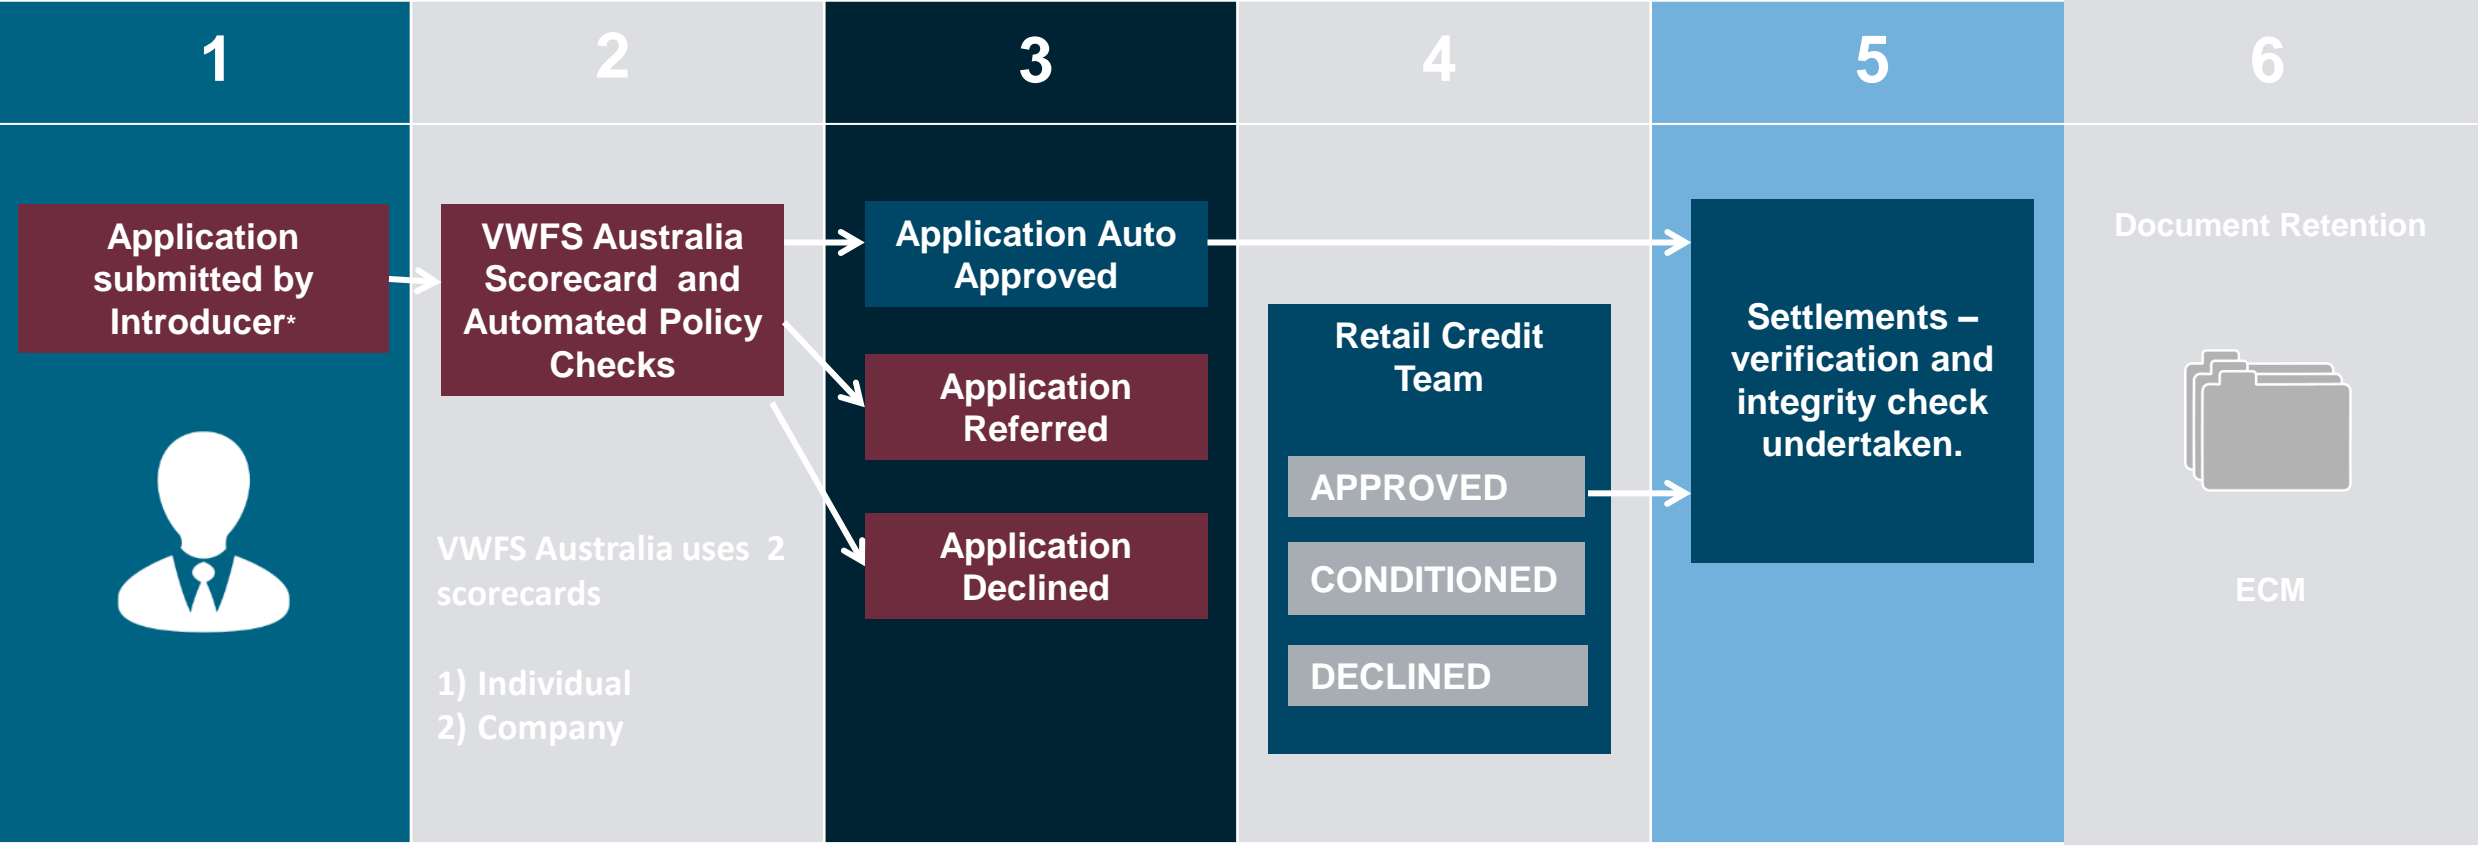 1
2
3
4
5
6
Application
submitted by
Introducer*
VWFS Australia
Scorecard and
Automated Policy
Checks
VWFS Australia uses 2
scorecards
1) Individual
2) Company
Application Auto
Approved
Application
Referred
Application
Declined
Retail Credit
Team
APPROVED
CONDITIONED
DECLINED
Settlements –
verification and
integrity check
undertaken.
Document Retention
ECM